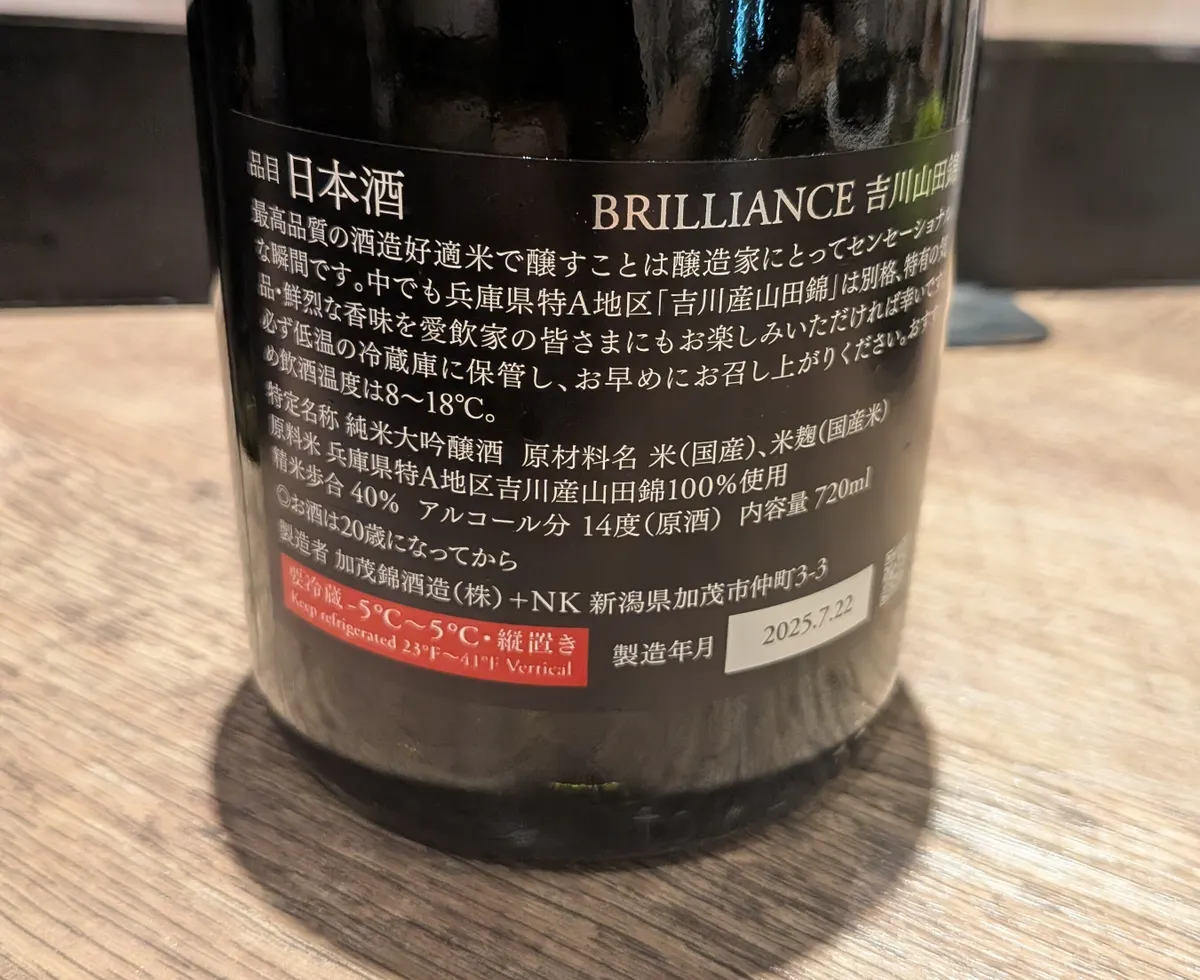 品目 日本酒
BRILLIANCE 吉川山田錦
最高品質の酒造好適米で醸すことは醸造家にとってセンセーショナル
な瞬間です。中でも兵庫県特A地区「吉川産山田錦」は別格、特有の気
品・鮮烈な香味を愛飲家の皆さまにもお楽しみいただければ幸いです。
必ず低温の冷蔵庫に保管し、お早めにお召し上がりください。おすす
め飲酒温度は8〜18℃。
特定名称 純米大吟醸酒 原材料名 米(国産)、米麹(国産米)
原料米 兵庫県特A地区吉川産山田錦100%使用
精米歩合 40% アルコール分 14度(原酒) 内容量 720ml
◎お酒は20歳になってから
製造者 加茂錦酒造(株)+NK 新潟県加茂市仲町3-3
要冷蔵 -5℃〜5℃・縦置き
Keep refrigerated 23°F〜41°F Vertical
製造年月 2025.7.22